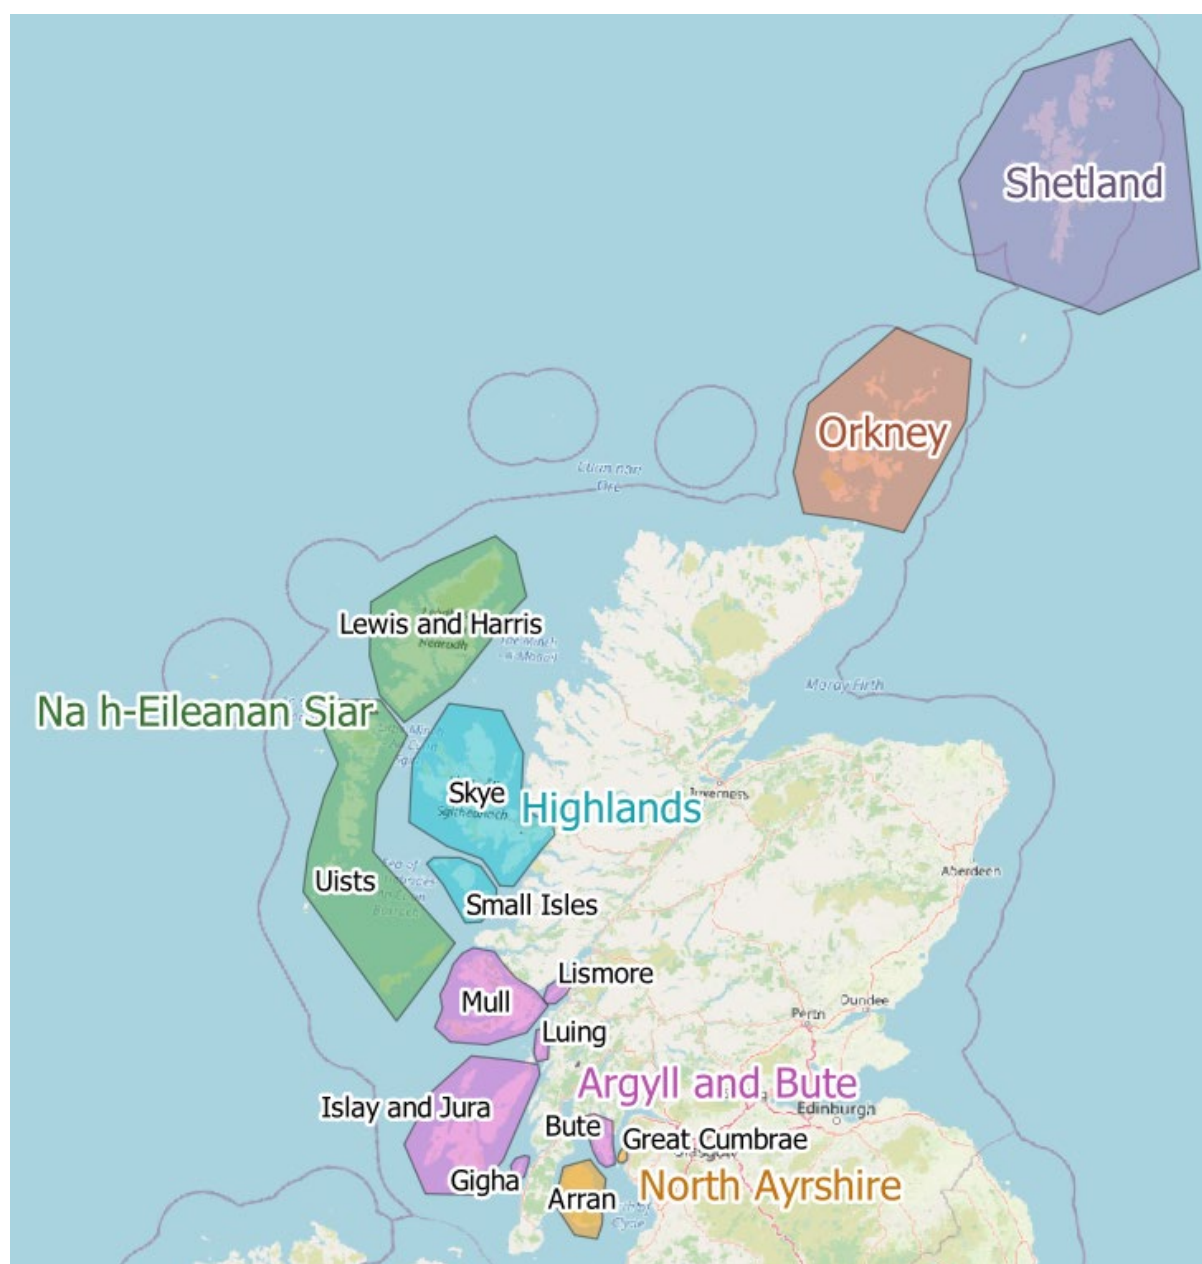 Shetland
Orkney
Lewis and Harris
Na h-Eileanan Siar
Moray Firth
Skye
Highlands
Inverness
Uists
Aberdeen
Small Isles
Lismore
Mull
Dundee
Perth
Luing
Argyll and Bute
Islay and Jura
Edinburgh
Bute
Great Cumbrae
Gigha
Arran
North Ayrshire